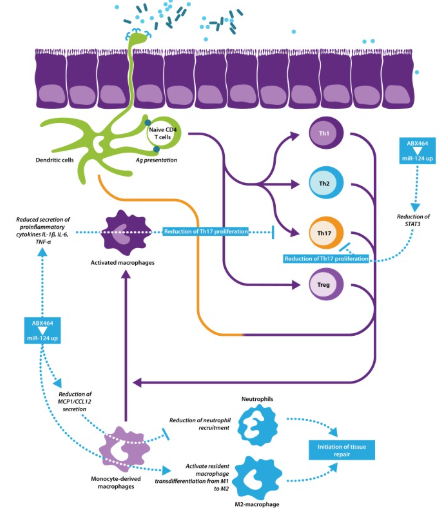 Naïve CD4
T cells
Dendritic cells
Ag presentation
Th1
Th2
Th17
Treg
ABX464
miR-124 up
Reduction of
STAT3
Reduced secretion of
proinflammatory
cytokines IL-1β, IL-6,
TNF-α
Activated macrophages
Reduction of Th17 proliferation
Reduction of Th17 proliferation
ABX464
miR-124 up
Reduction of
MCP1/CCL12
secretion
Monocyte-derived
macrophages
Neutrophils
Reduction of neutrophil
recruitment
Initiation of tissue
repair
Activate resident
macrophage
transdifferentiation from M1
to M2
M2-macrophage